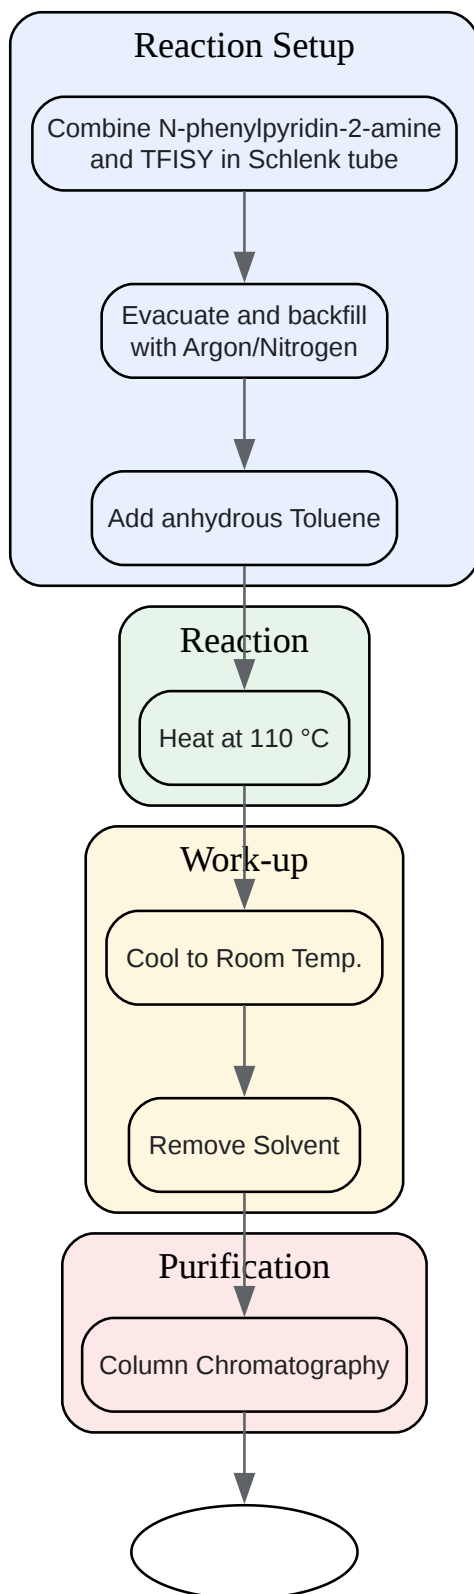 Reaction Setup
Combine N-phenylpyridin-2-amine
and TFISY in Schlenk tube
Evacuate and backfill
with Argon/Nitrogen
Add anhydrous Toluene
Reaction
Heat at 110 °C
Work-up
Cool to Room Temp.
Remove Solvent
Purification
Column Chromatography